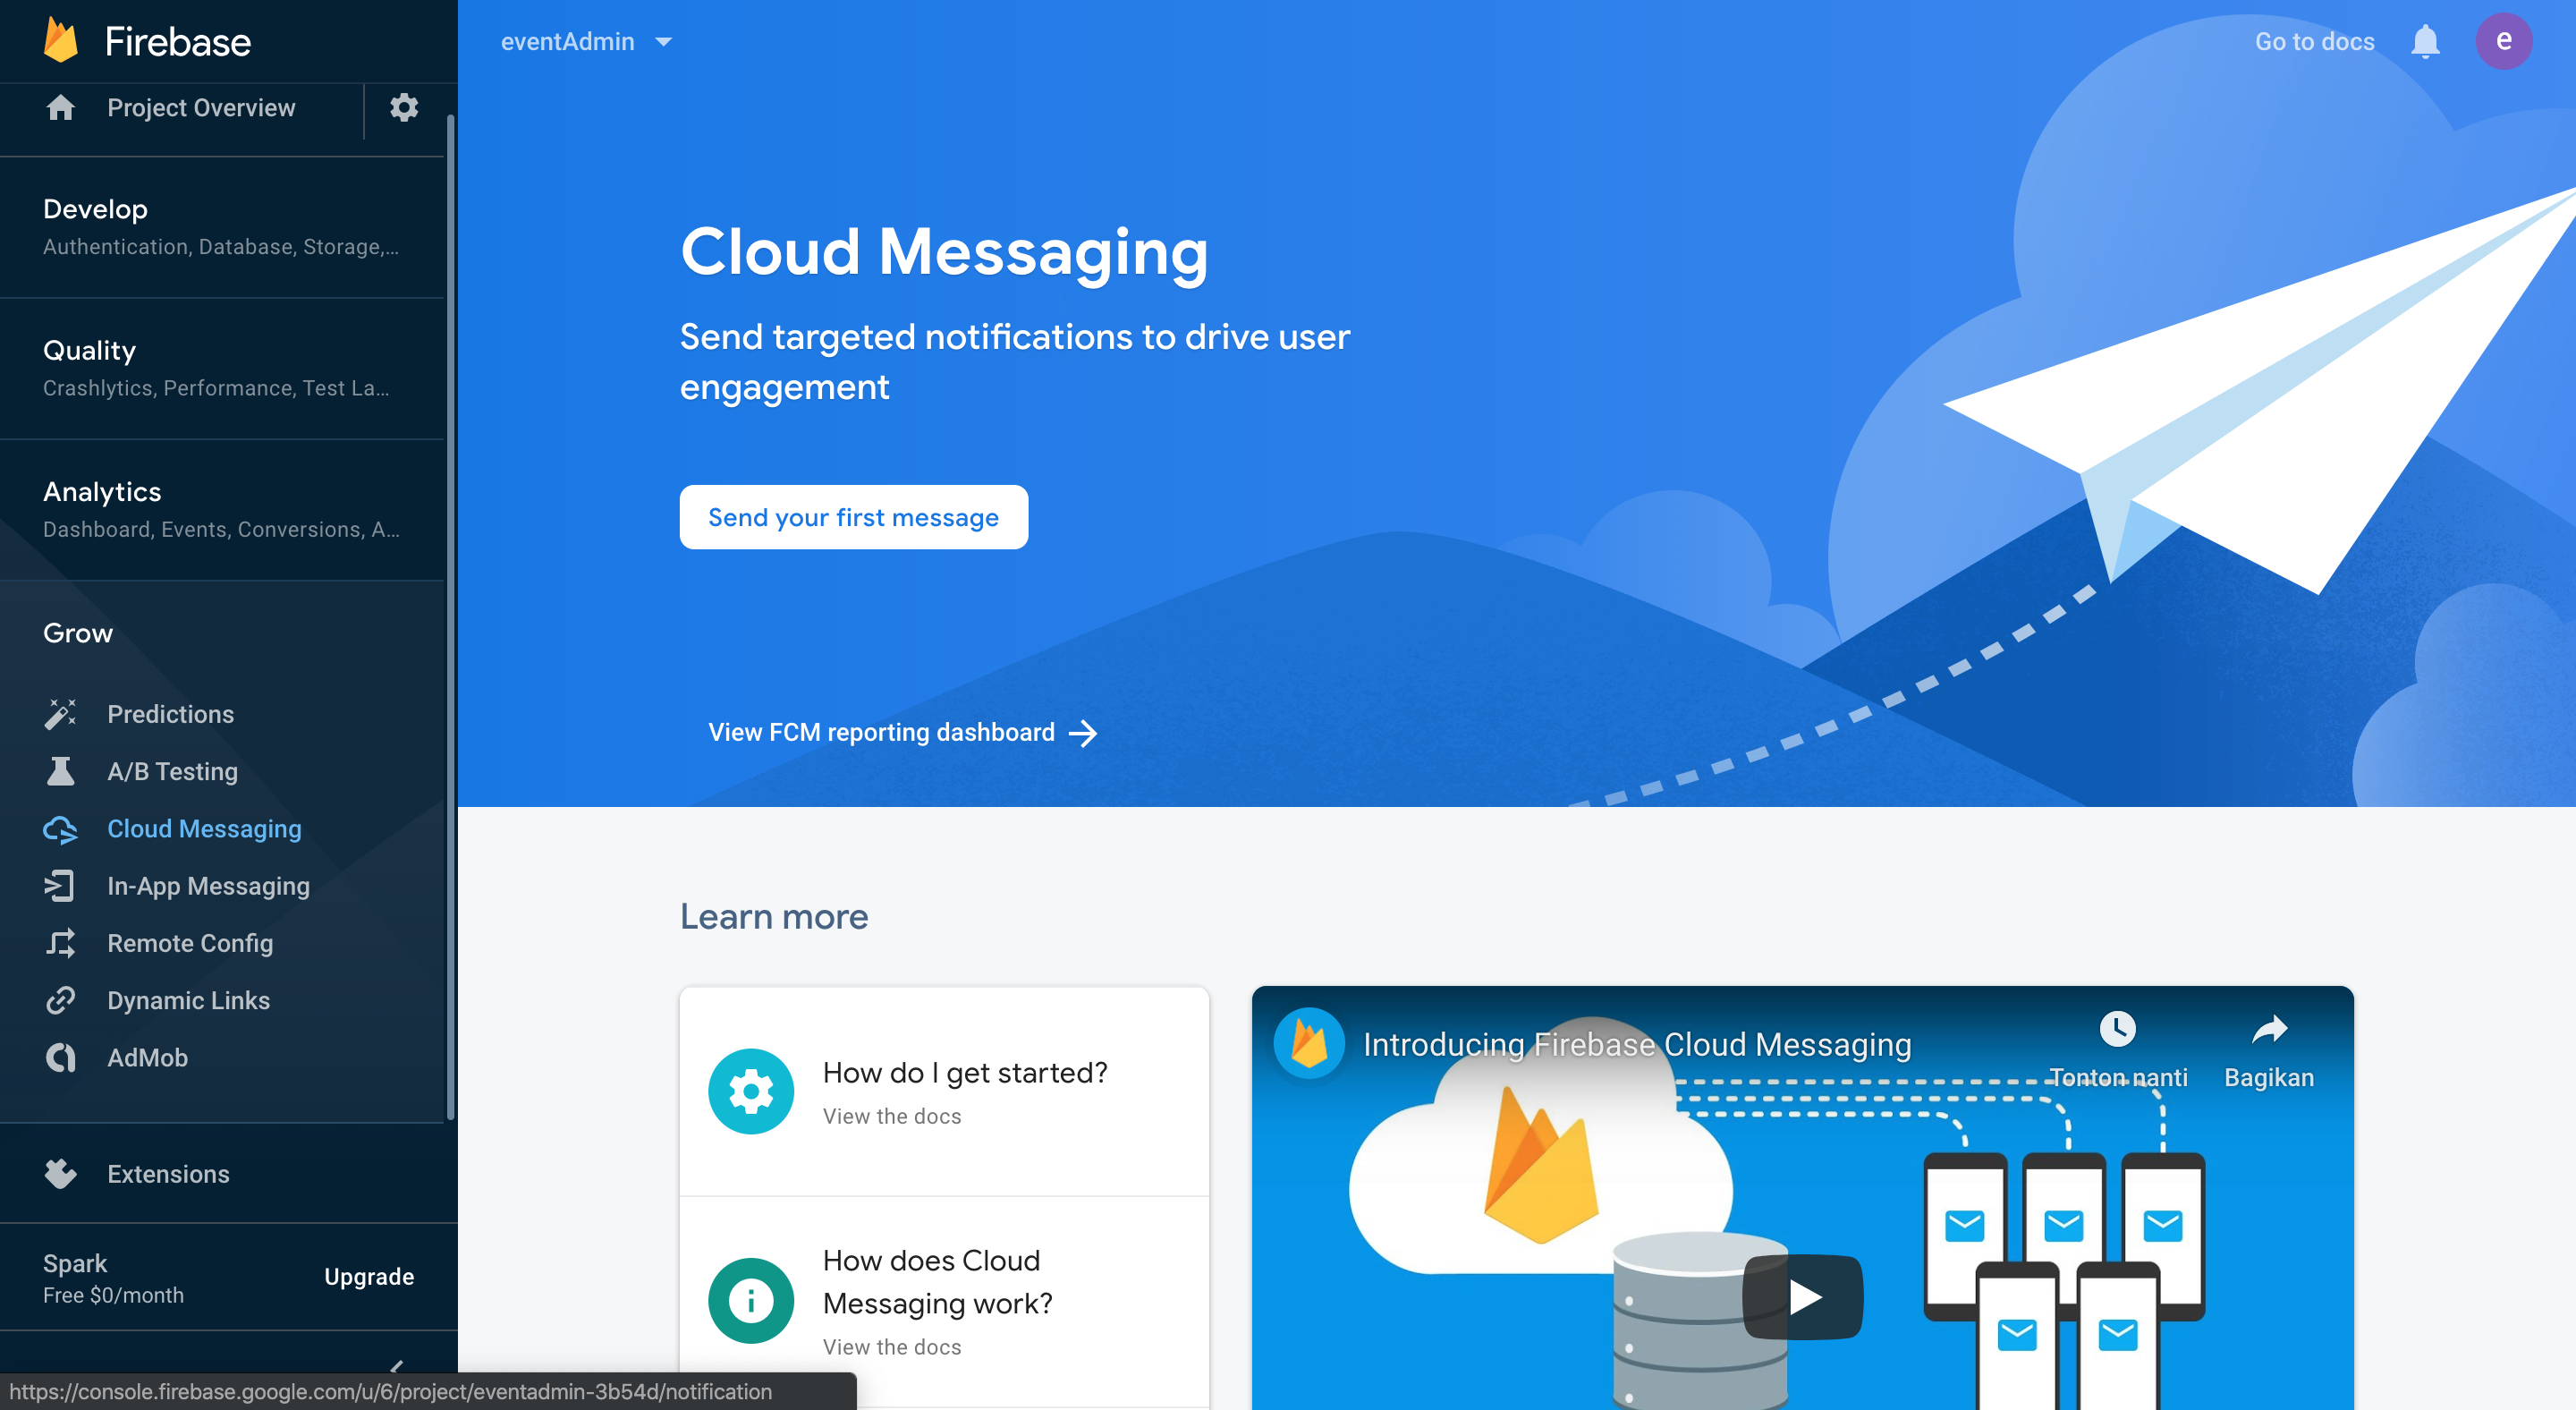 Firebase
Project Overview
Develop
Authentication, Database, Storage,...
Quality
Crashlytics, Performance, Test La...
Analytics
Dashboard, Events, Conversions, A...
Grow
Predictions
A/B Testing
Cloud Messaging
In-App Messaging
Remote Config
Dynamic Links
AdMob
Extensions
Spark
Free $0/month
Upgrade
https://console.firebase.google.com/u/6/project/eventadmin-3b54d/notification
eventAdmin
Go to docs
e
Cloud Messaging
Send targeted notifications to drive user
engagement
Send your first message
View FCM reporting dashboard
Learn more
How do I get started?
View the docs
How does Cloud
Messaging work?
View the docs
Introducing Firebase Cloud Messaging
Tonton nanti
Bagikan